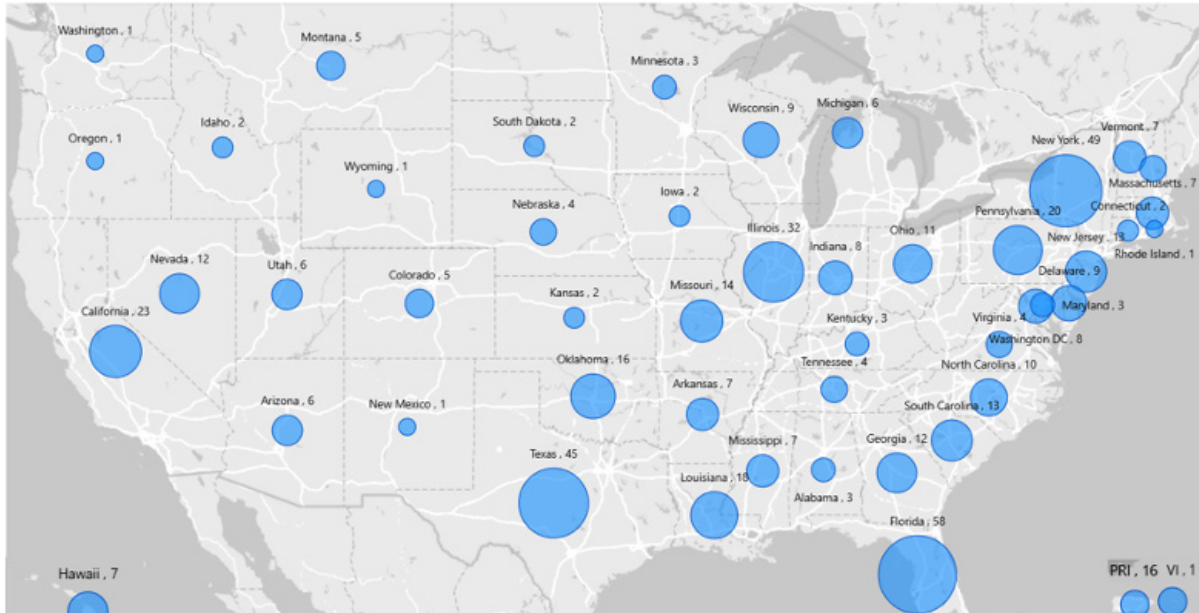 Washington , 1
Montana , 5
Minnesota , 3
Wisconsin , 9
Michigan , 6
Vermont , 7
New York , 49
Oregon , 1
Idaho , 2
South Dakota , 2
Wyoming , 1
Massachusetts , 7
Iowa , 2
Nebraska , 4
Connecticut , 2
Pennsylvania , 20
Illinois , 32
Indiana , 8
Ohio , 11
New Jersey , 13
Rhode Island , 1
Nevada , 12
Utah , 6
Colorado , 5
Delaware , 9
Missouri , 14
Kansas , 2
California , 23
Maryland , 3
Virginia , 4
Kentucky , 3
Washington DC , 8
Oklahoma , 16
Tennessee , 4
North Carolina , 10
Arkansas , 7
Arizona , 6
New Mexico , 1
South Carolina , 13
Mississippi , 7
Georgia , 12
Texas , 45
Louisiana , 18
Alabama , 3
Florida , 58
Hawaii , 7
PRI , 16
VI , 1